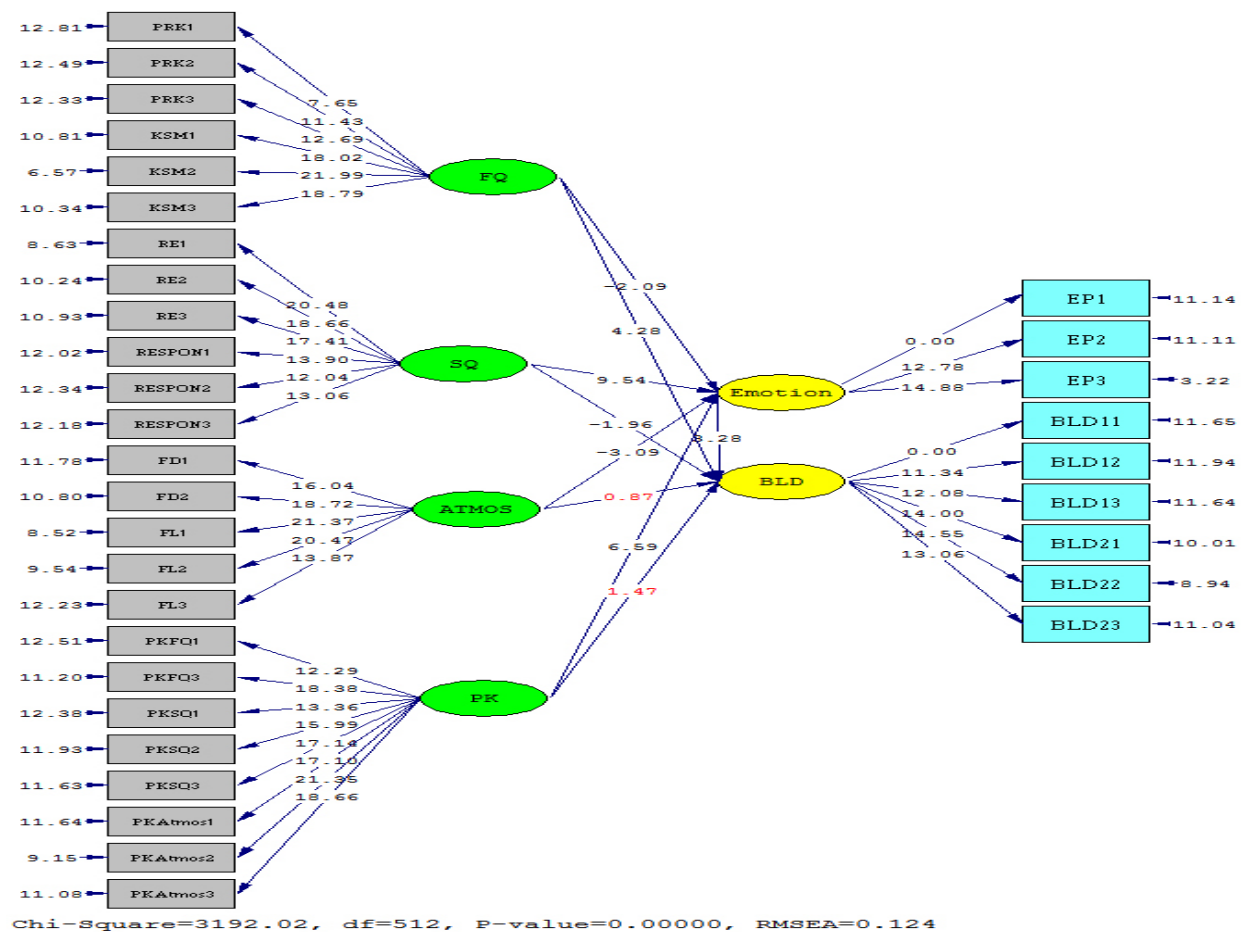 12.81 PRK1
12.49 PRK2
12.33 PRK3
10.81 KSM1
6.57 KSM2
10.34 KSM3
8.63 RE1
10.24 RE2
10.93 RE3
12.02 RESPON1
12.34 RESPON2
12.18 RESPON3
11.78 FD1
10.80 FD2
8.52 FL1
9.54 FL2
12.23 FL3
12.51 PKFQ1
11.20 PKFQ3
12.38 PKSQ1
11.93 PKSQ2
11.63 PKSQ3
11.64 PKAtmos1
9.15 PKAtmos2
11.08 PKAtmos3
7.65
11.43
12.69
18.02
21.99
18.79
20.48
18.66
17.41
13.90
12.04
13.06
16.04
18.72
21.37
20.47
13.87
12.29
18.38
13.36
15.99
17.14
17.10
21.35
18.66
FQ
SQ
ATMOS
PK
-2.09
4.28
9.54
-1.96
-3.09
0.87
6.59
1.47
Emotion
BLD
0.00
12.78
14.88
0.00
11.34
12.08
14.00
14.55
13.06
EP1 11.14
EP2 11.11
EP3 3.22
BLD11 11.65
BLD12 11.94
BLD13 11.64
BLD21 10.01
BLD22 8.94
BLD23 11.04
Chi-Square=3192.02, df=512, P-value=0.00000, RMSEA=0.124